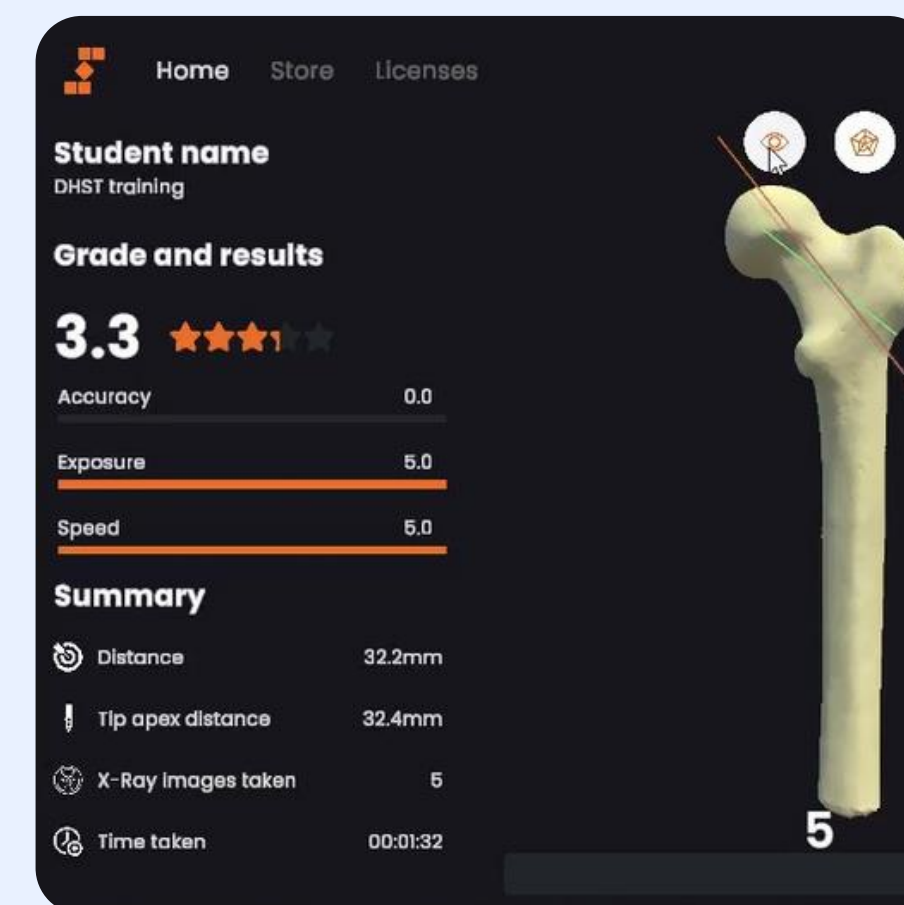 Home Store Licenses
Student name
DHST training
Grade and results
3.3
Accuracy 0.0
Exposure 5.0
Speed 5.0
Summary
Distance 32.2mm
Tip apex distance 32.4mm
X-Ray images taken 5
Time taken 00:01:32
5